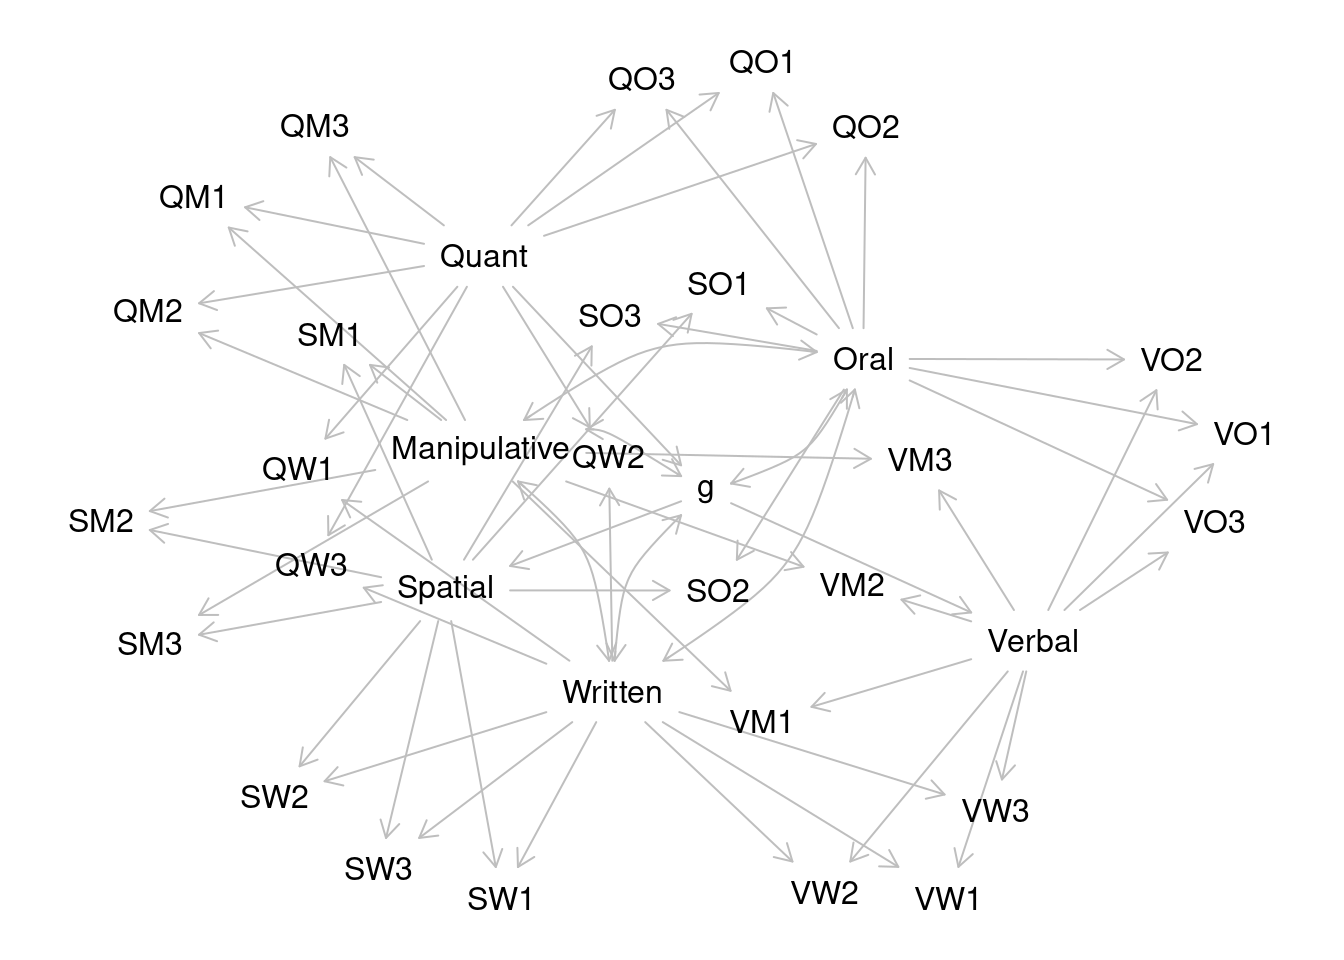 QO1
QO3
QM3
QO2
QM1
Quant
SO1
QM2
SO3
SM1
Oral
VO2
VO1
Manipulative
QW2
VM3
QW1
g
SM2
VO3
QW3
Spatial
VM2
SO2
SM3
Verbal
Written
VM1
SW2
VW3
SW3
VW2
SW1
VW1